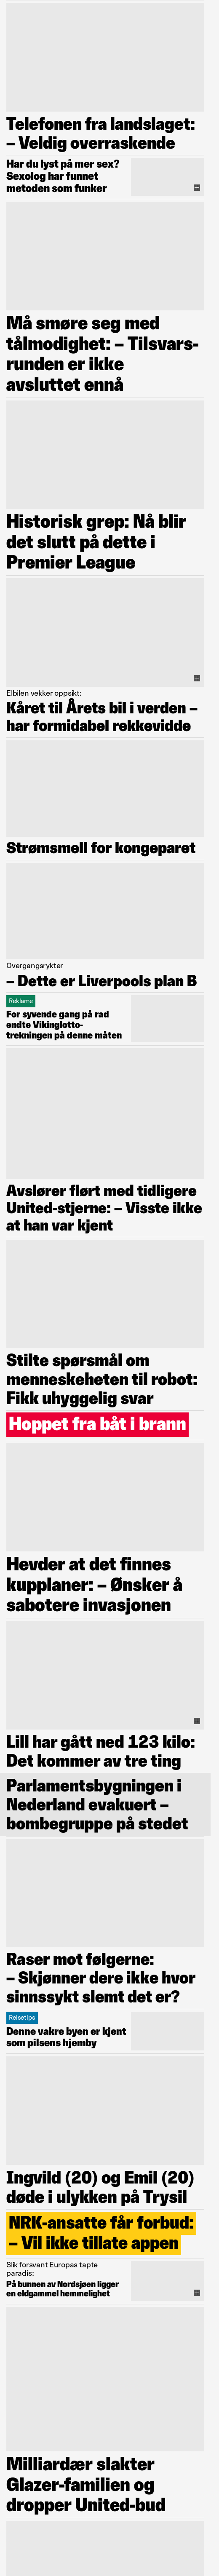 Telefonen fra landslaget:
– Veldig overraskende
Har du lyst på mer sex?
Sexolog har funnet
metoden som funker
Må smøre seg med
tålmodighet: – Tilsvars-
runden er ikke
avsluttet ennå
Historisk grep: Nå blir
det slutt på dette i
Premier League
Elbilen vekker oppsikt:
Kåret til Årets bil i verden –
har formidabel rekkevidde
Strømsmell for kongeparet
Overgangsrykter
– Dette er Liverpools plan B
Reklame
For syvende gang på rad
endte Vikinglotto-
trekningen på denne måten
Avslører flørt med tidligere
United-stjerne: – Visste ikke
at han var kjent
Stilte spørsmål om
menneskeheten til robot:
Fikk uhyggelig svar
Hoppet fra båt i brann
Hevder at det finnes
kupplaner: – Ønsker å
sabotere invasjonen
Lill har gått ned 123 kilo:
Det kommer av tre ting
Parlamentsbygningen i
Nederland evakuert –
bombegruppe på stedet
Raser mot følgerne:
– Skjønner dere ikke hvor
sinnssykt slemt det er?
Reisetips
Denne vakre byen er kjent
som pilsens hjemby
Ingvild (20) og Emil (20)
døde i ulykken på Trysil
NRK-ansatte får forbud:
– Vil ikke tillate appen
Slik forsvant Europas tapte
paradis:
På bunnen av Nordsjøen ligger
en eldgammel hemmelighet
Milliardær slakter
Glazer-familien og
dropper United-bud